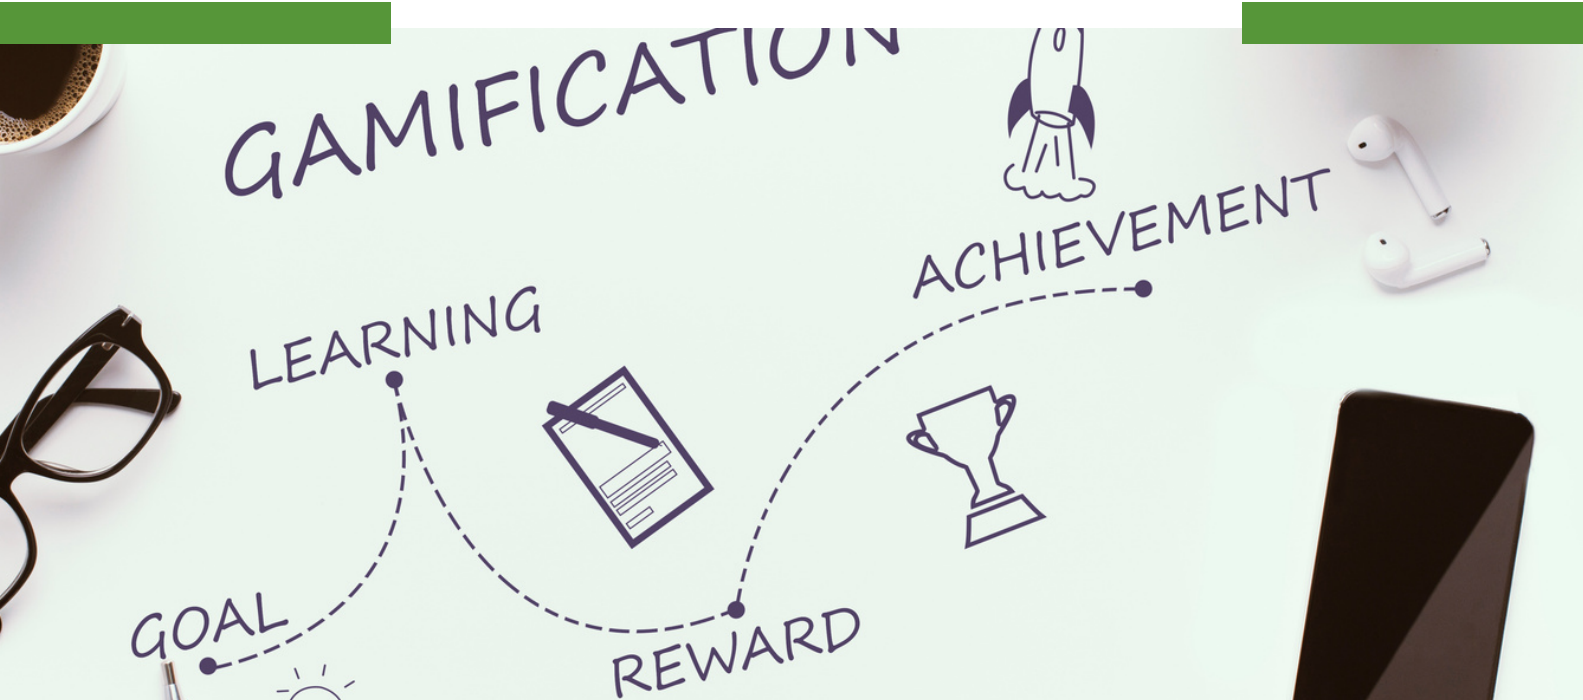 GAMIFICATION
ACHIEVEMENT
LEARNING
GOAL
REWARD